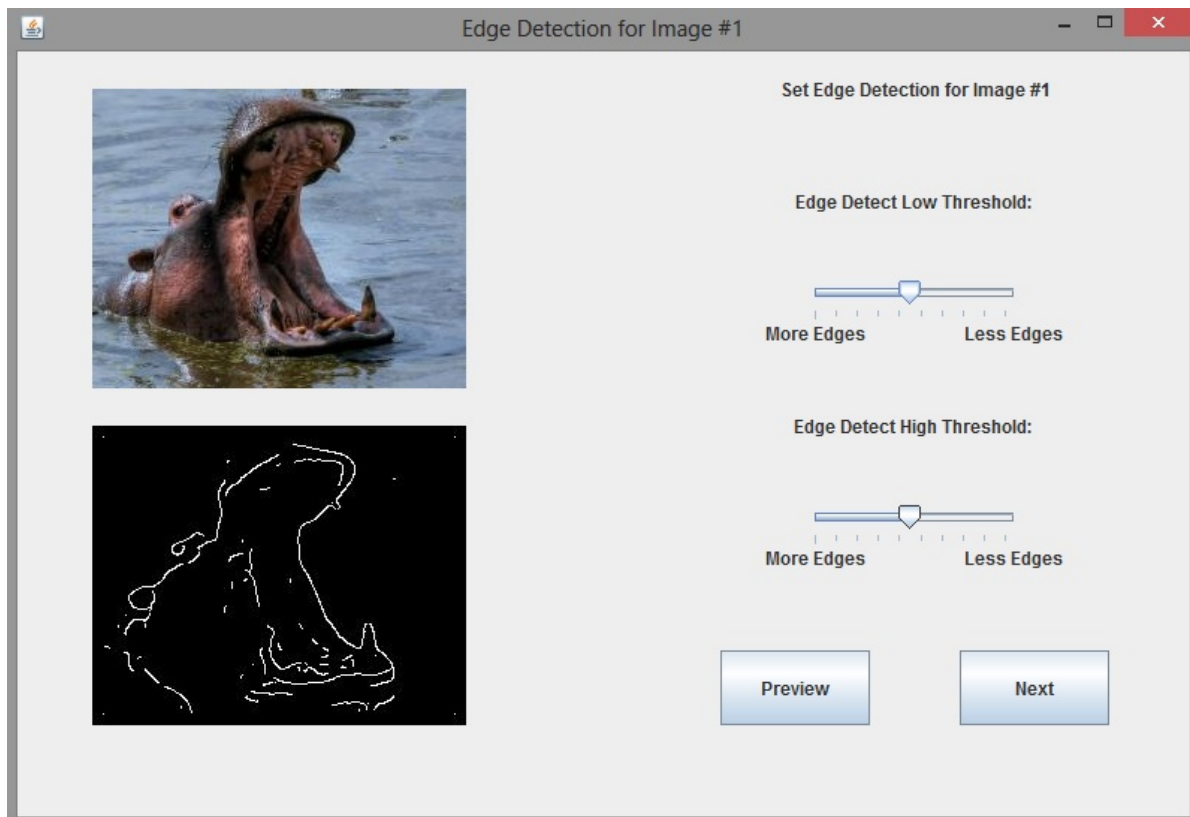 Edge Detection for Image #1
Set Edge Detection for Image #1
Edge Detect Low Threshold:
More Edges Less Edges
Edge Detect High Threshold:
More Edges Less Edges
Preview Next